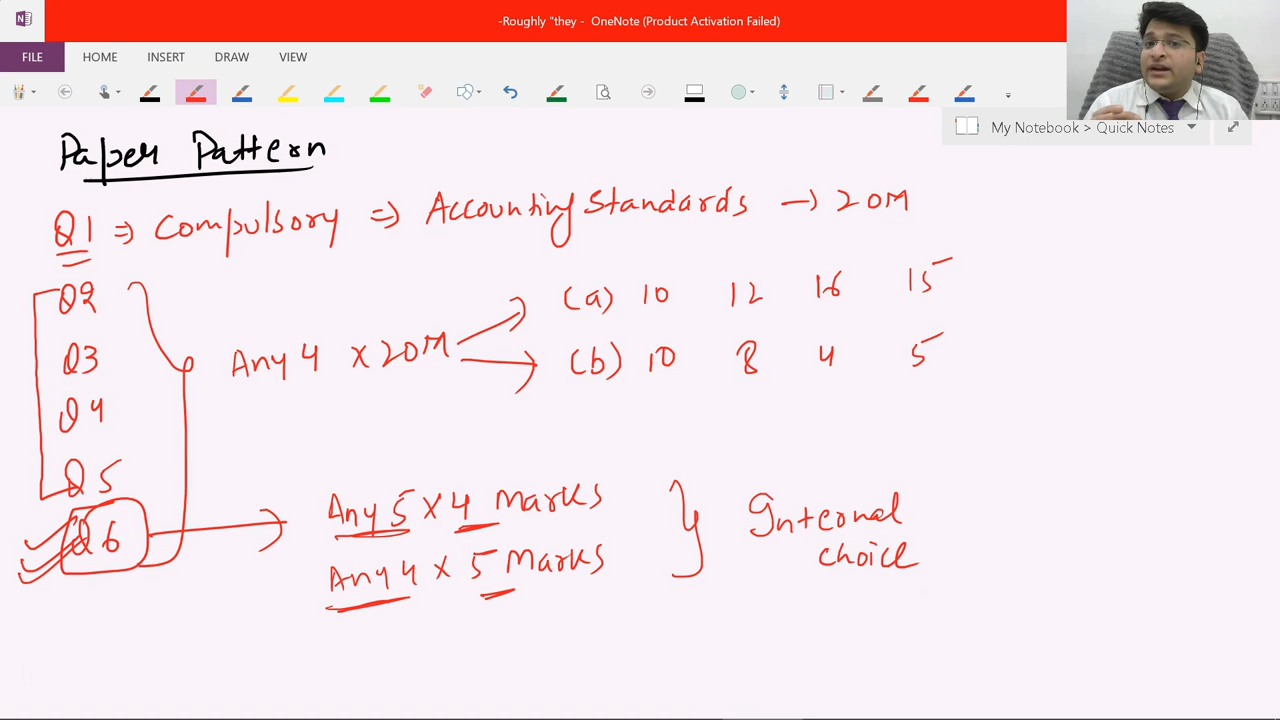 -Roughly "they - OneNote (Product Activation Failed)
FILE HOME INSERT DRAW VIEW
My Notebook > Quick Notes
Paper Pattern
Q1 ⇒ Compulsory ⇒ Accounting Standards → 20M
Q2
Q3
Q4
Q5
Q6
Any 4 x 20M
(a) 10 12 16 15
(b) 10 8 4 5
Any 5 x 4 Marks
Any 4 x 5 Marks
Internal
choice